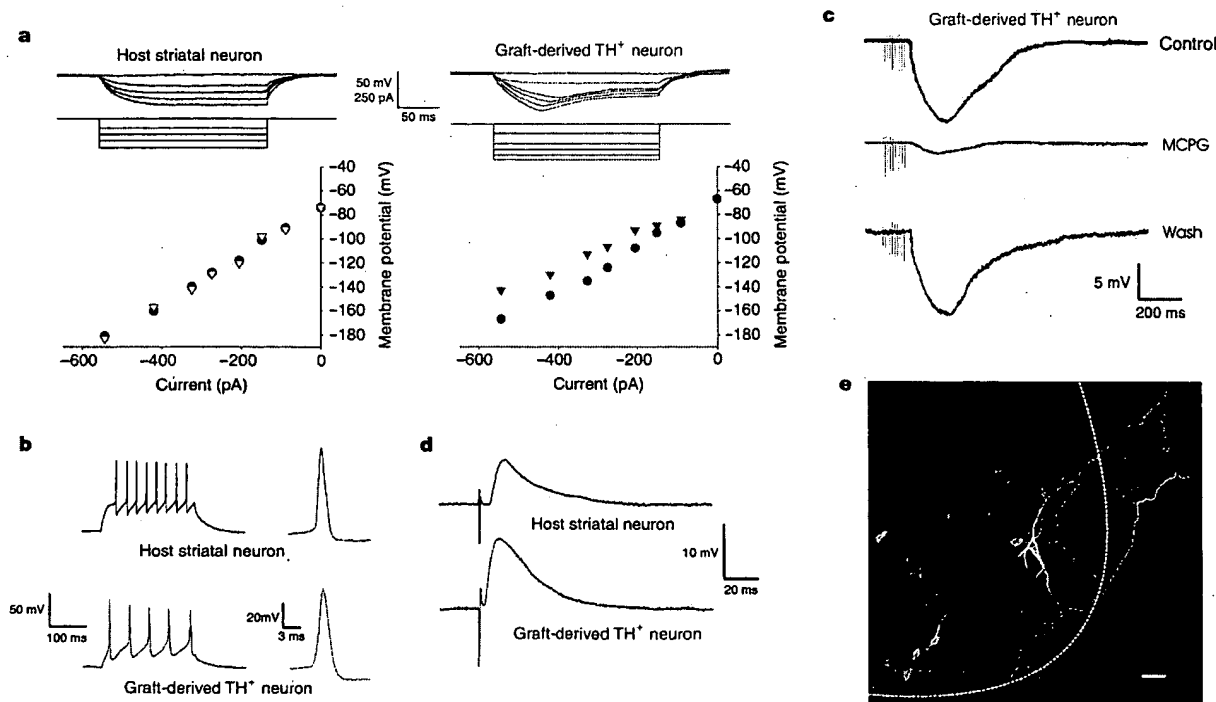 a
Host striatal neuron
50 mV
250 pA
50 ms
Graft-derived TH+ neuron
−40
−60
−80
−100
−120
−140
−160
−180
Membrane potential (mV)
−600
−400
−200
0
Current (pA)
−40
−60
−80
−100
−120
−140
−160
−180
Membrane potential (mV)
−600
−400
−200
0
Current (pA)
b
Host striatal neuron
50 mV
100 ms
20mV
3 ms
Graft-derived TH+ neuron
c
Graft-derived TH+ neuron
Control
MCPG
Wash
5 mV
200 ms
d
Host striatal neuron
10 mV
20 ms
Graft-derived TH+ neuron
e